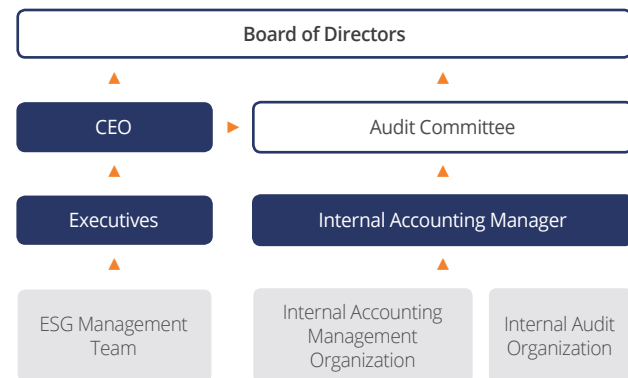 Board of Directors
CEO
Audit Committee
Executives
Internal Accounting Manager
ESG Management
Team
Internal Accounting
Management
Organization
Internal Audit
Organization